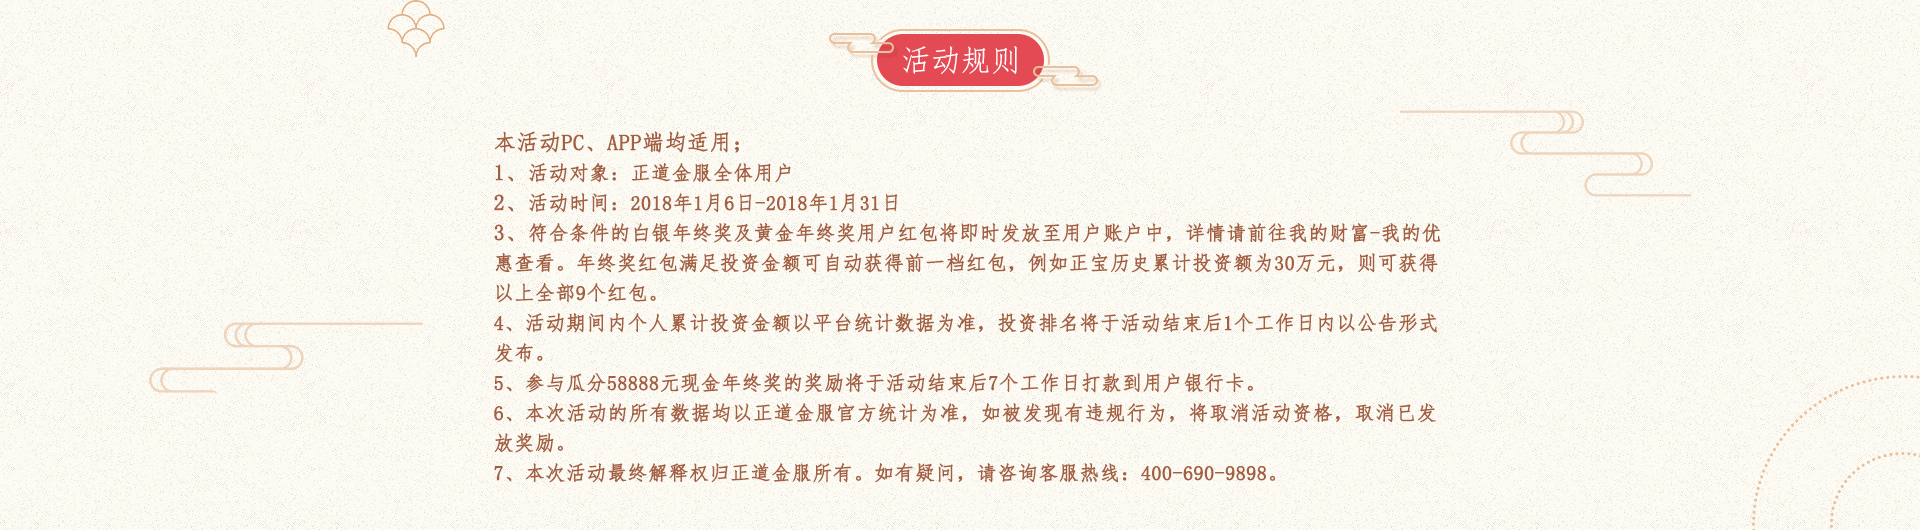 活动规则
本活动PC、APP端均适用；
1、活动对象：正道金服全体用户
2、活动时间：2018年1月6日-2018年1月31日
3、符合条件的白银年终奖及黄金年终奖用户红包将即时发放至用户账户中，详情请前往我的财富-我的优
惠查看。年终奖红包满足投资金额可自动获得前一档红包，例如正宝历史累计投资额为30万元，则可获得
以上全部9个红包。
4、活动期间内个人累计投资金额以平台统计数据为准，投资排名将于活动结束后1个工作日内以公告形式
发布。
5、参与瓜分58888元现金年终奖的奖励将于活动结束后7个工作日打款到用户银行卡。
6、本次活动的所有数据均以正道金服官方统计为准，如被发现有违规行为，将取消活动资格，取消已发
放奖励。
7、本次活动最终解释权归正道金服所有。如有疑问，请咨询客服热线：400-690-9898。